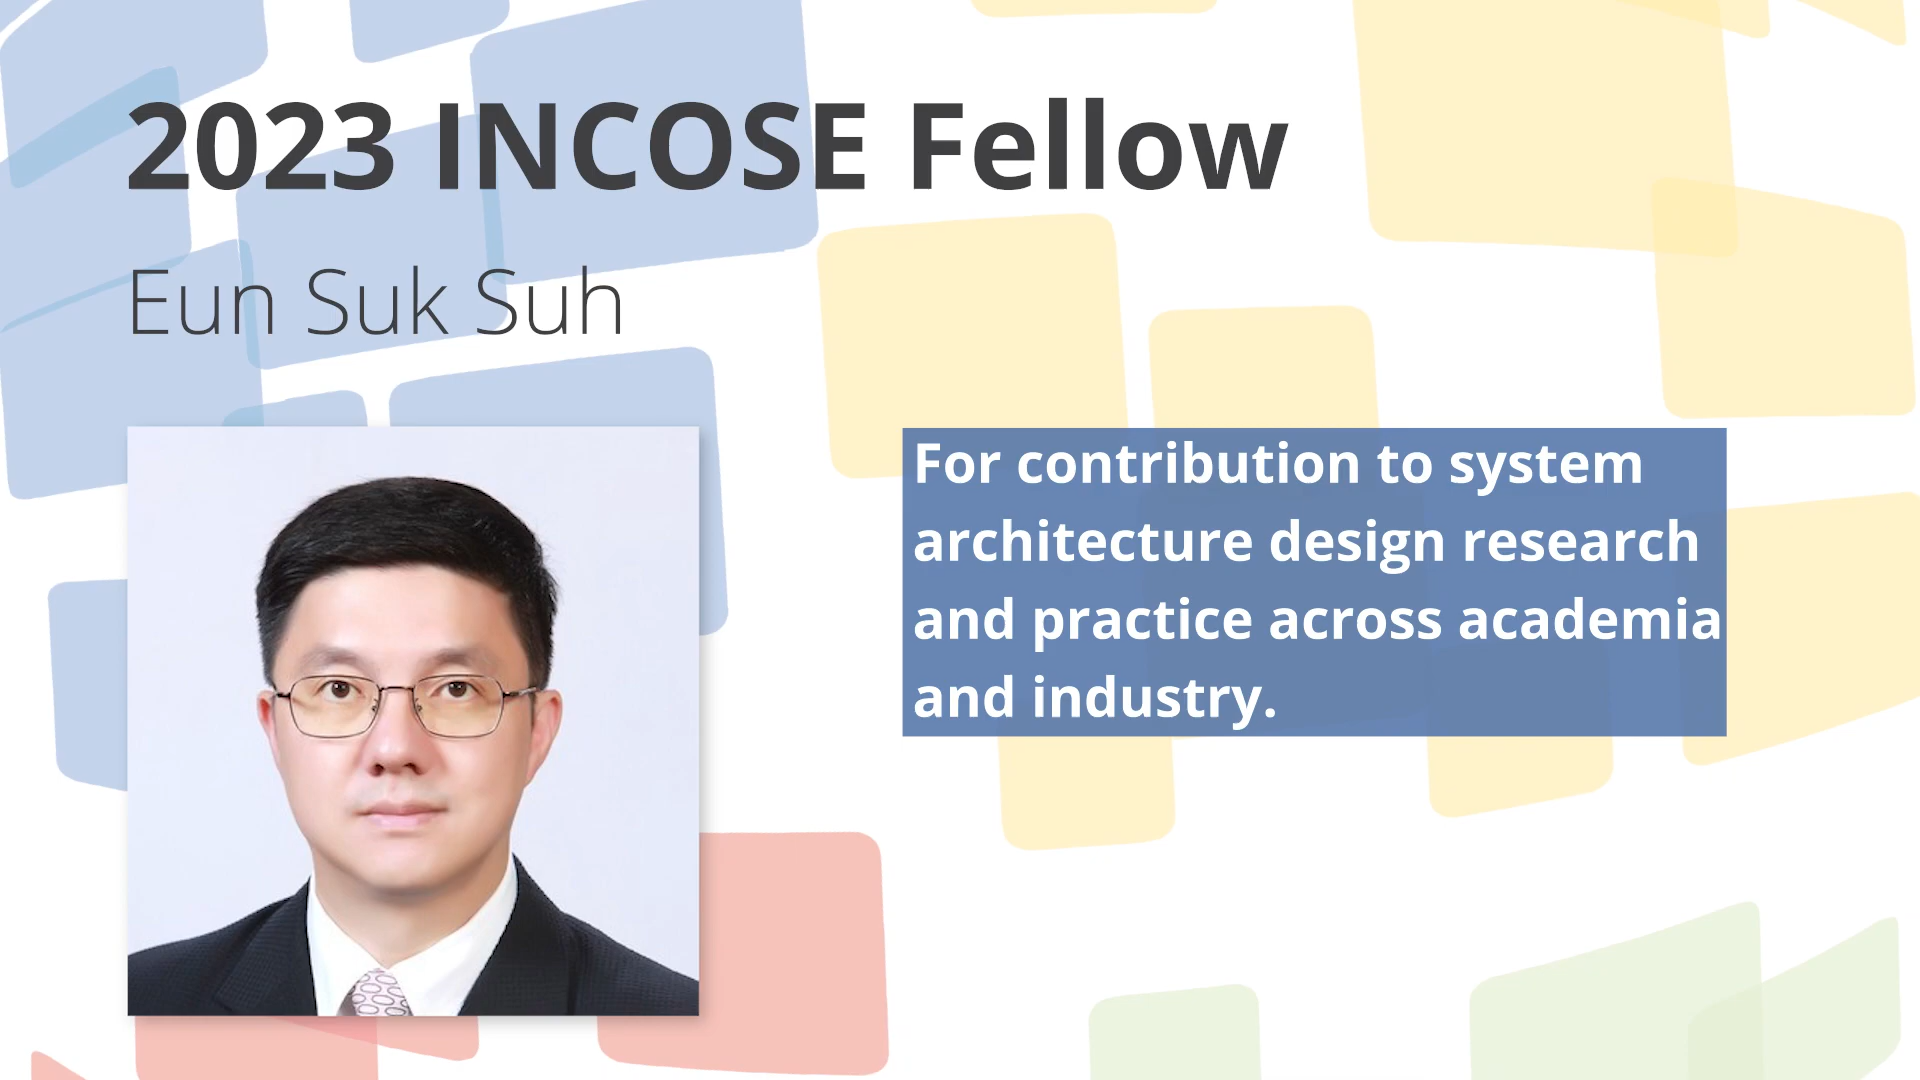 2023 INCOSE Fellow
Eun Suk Suh
For contribution to system
architecture design research
and practice across academia
and industry.